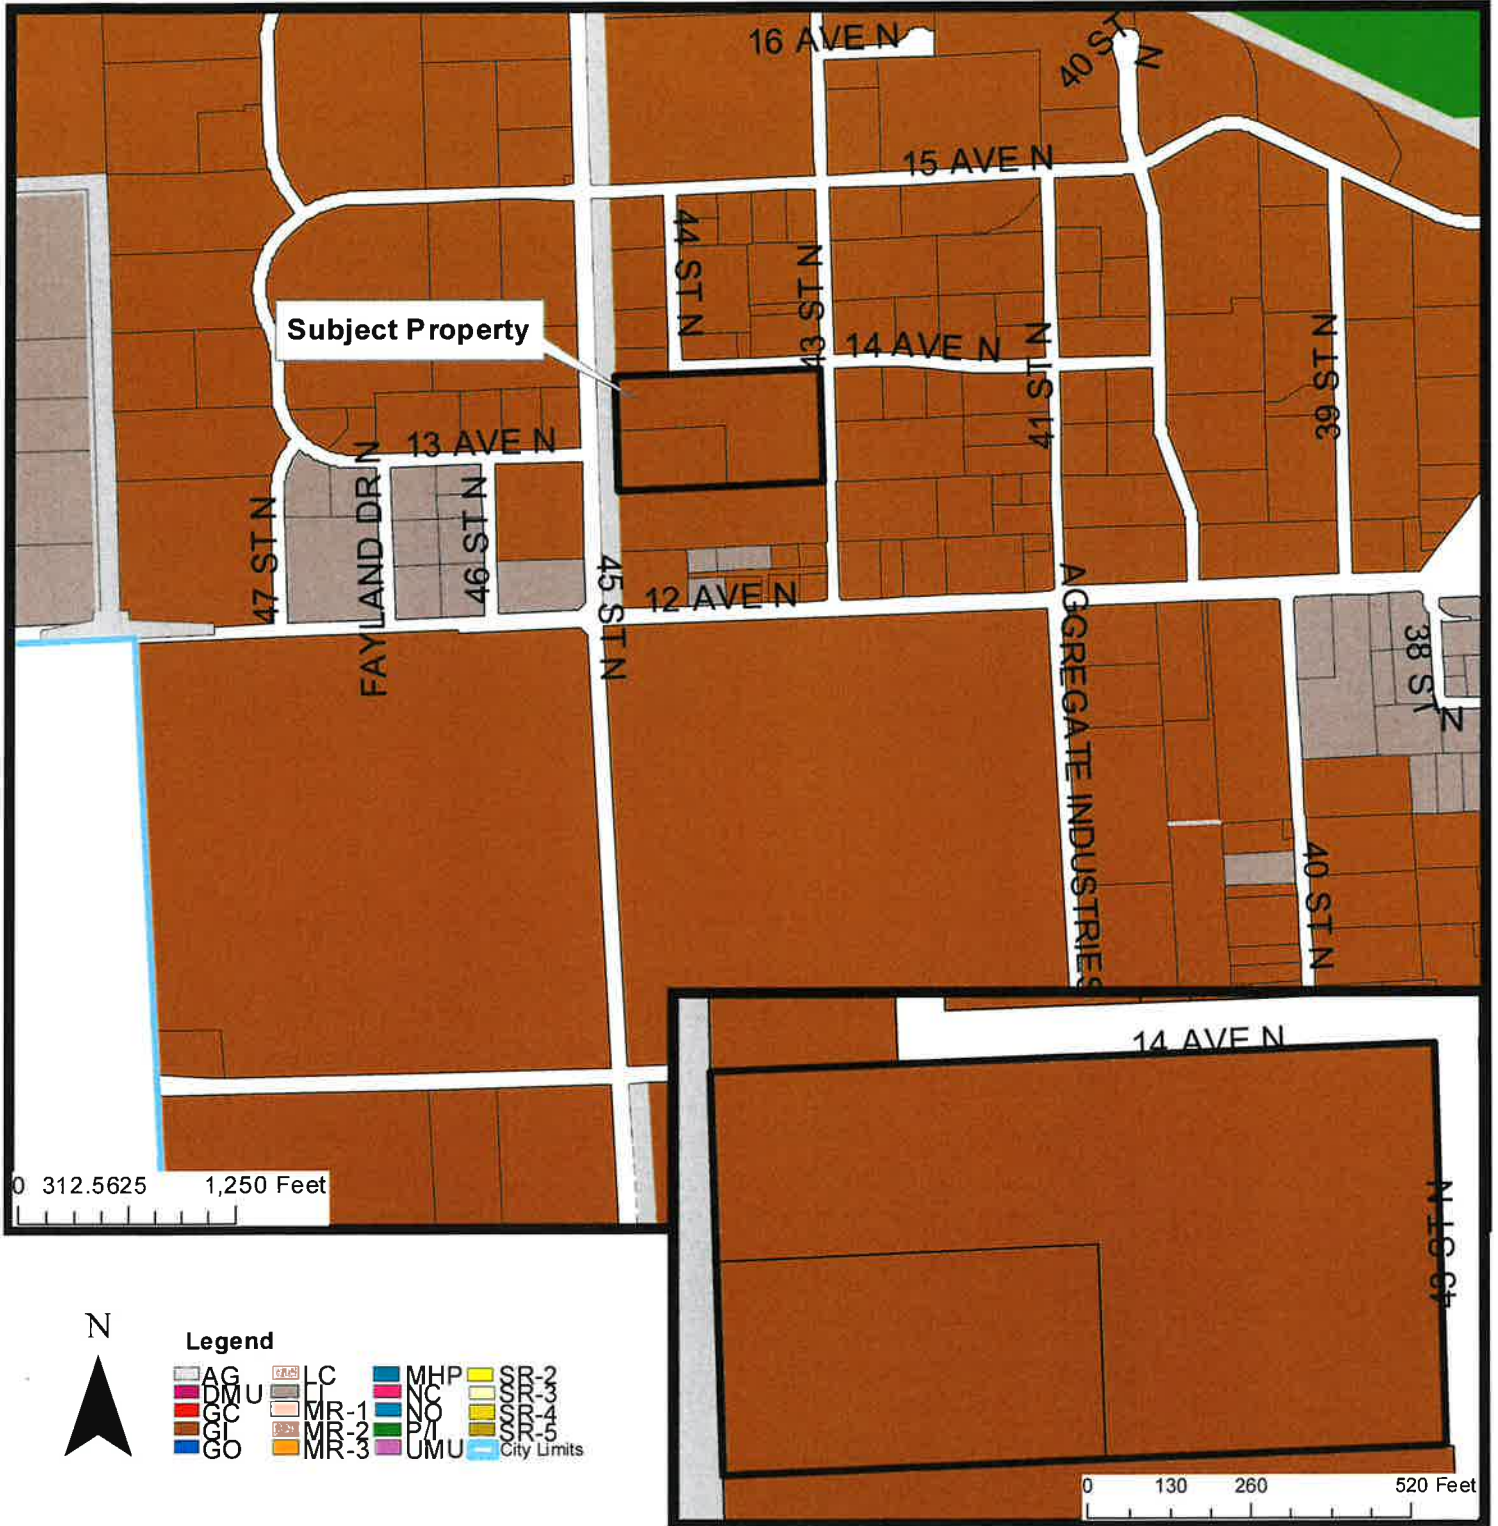 16 AVE N
40 ST N
15 AVE N
44 ST N
43 ST N
Subject Property
14 AVE N
41 ST N
39 ST N
13 AVE N
47 ST N
FAYLAND DR N
46 ST N
45 ST N
12 AVE N
AGGREGATE INDUSTRIES
38 ST N
40 ST N
14 AVE N
43 ST N
0 312.5625 1,250 Feet
0 130 260 520 Feet
N
Legend
AG LC MHP SR-2
DMU LI NC SR-3
GC MR-1 NO SR-4
GI MR-2 P/I SR-5
GO MR-3 UMU City Limits